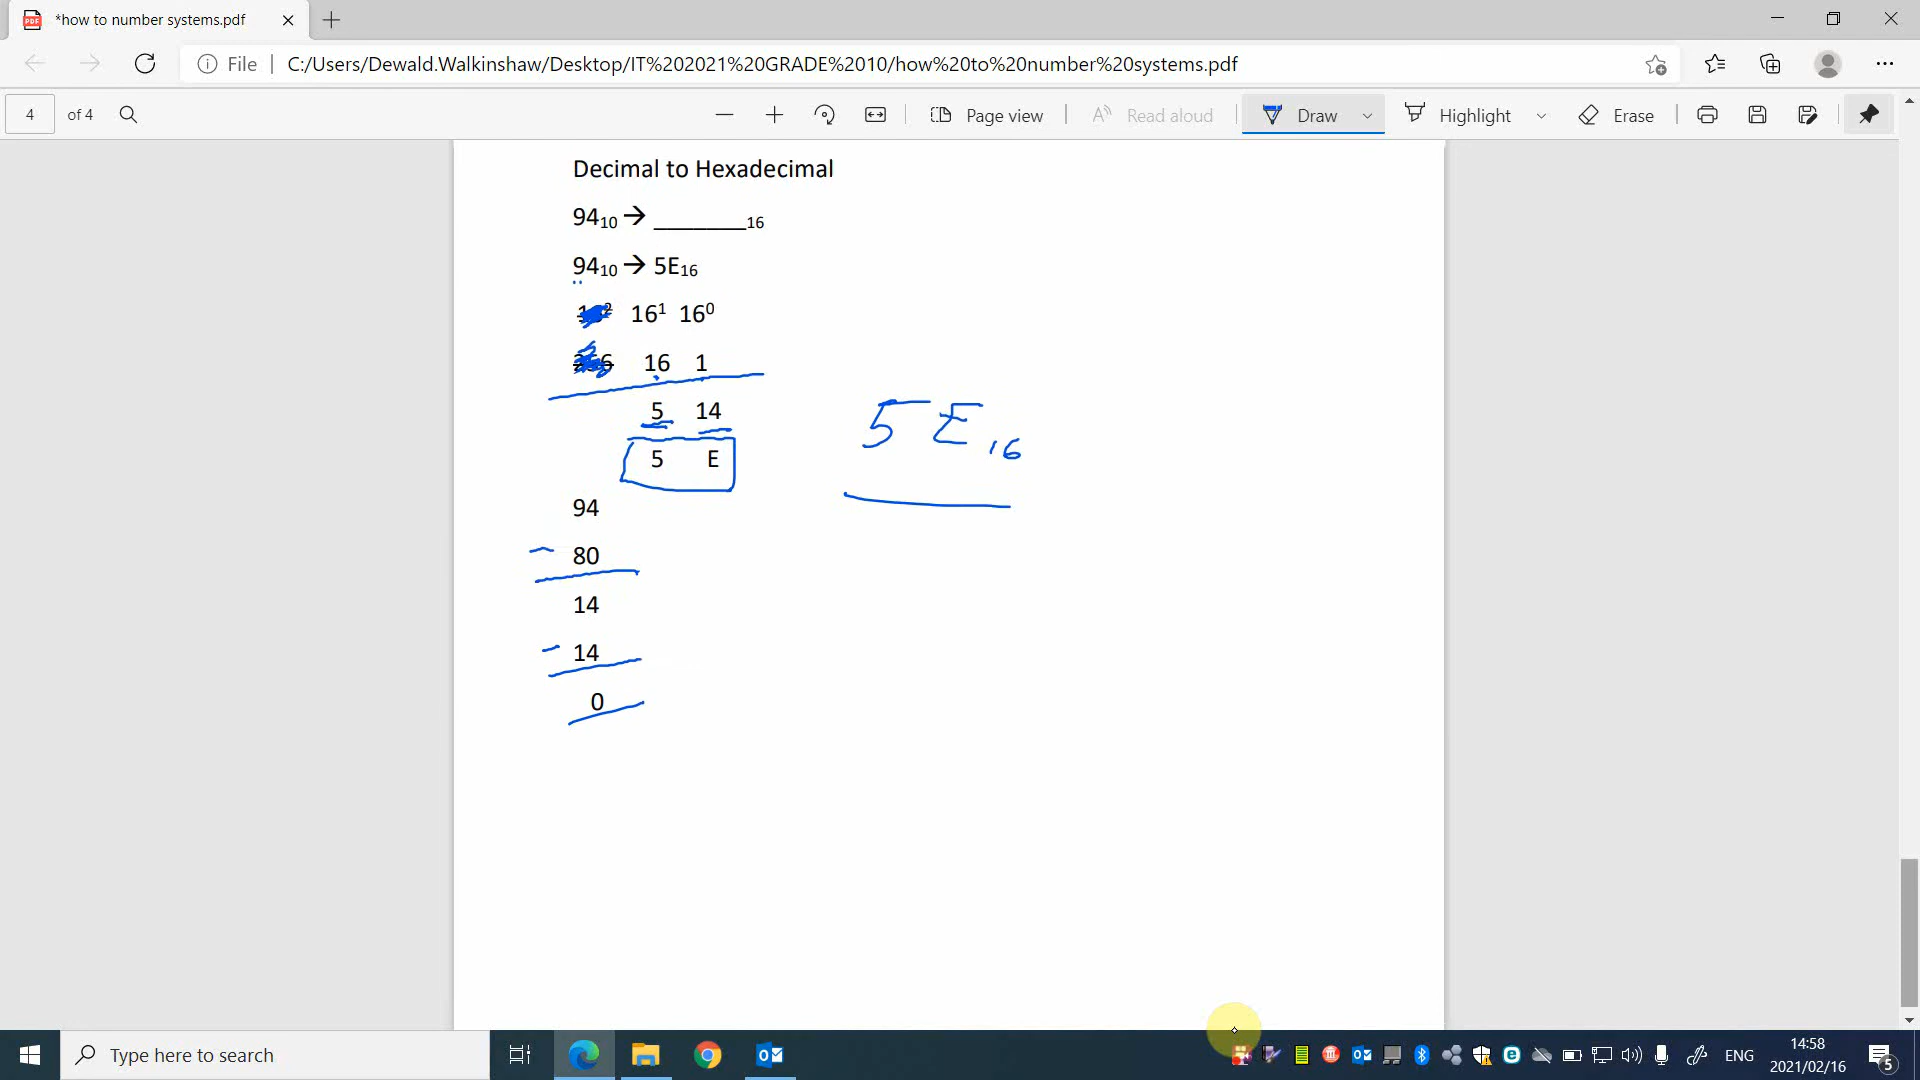 *how to number systems.pdf
File | C:/Users/Dewald.Walkinshaw/Desktop/IT%202021%20GRADE%2010/how%20to%20number%20systems.pdf
4 of 4 Page view Read aloud Draw Highlight Erase
Decimal to Hexadecimal
94₁₀ → ________₁₆
94₁₀ → 5E₁₆
16¹ 16⁰
16 1
5 14
5 E₁₆
5 E
94
- 80
14
- 14
0
Type here to search
ENG
14:58
2021/02/16
5